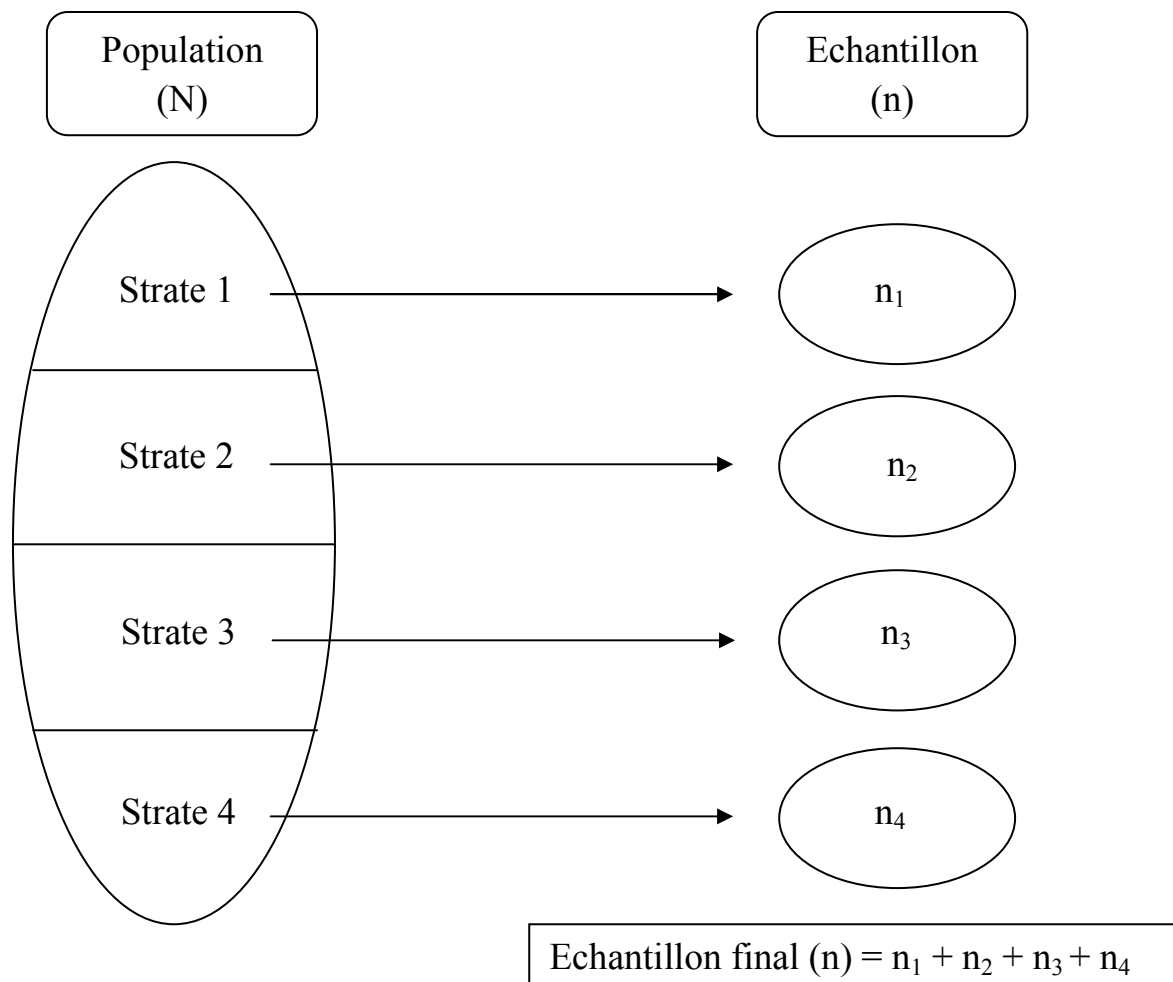 Population
(N)
Echantillon
(n)
Strate 1
n₁
Strate 2
n₂
Strate 3
n₃
Strate 4
n₄
Echantillon final (n) = n₁ + n₂ + n₃ + n₄